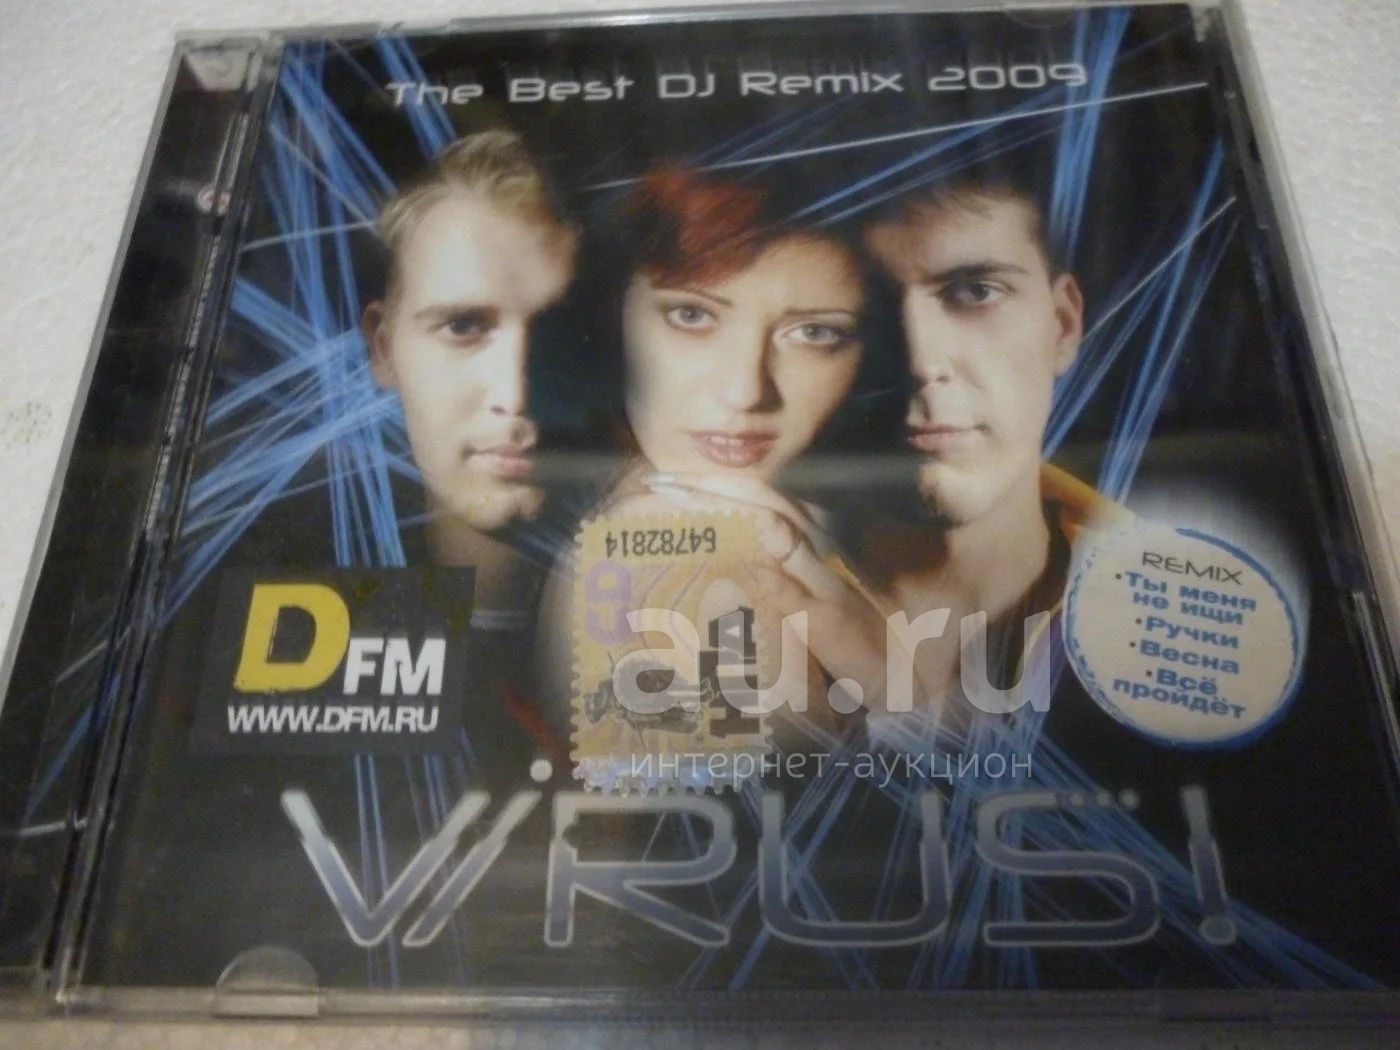 The Best DJ Remix 2009
64782814
REMIX
•Ты меня
не ищи
•Ручки
•Весна
•Всё
пройдёт
DFM
WWW.DFM.RU
au.ru
интернет-аукцион
ViRUS!